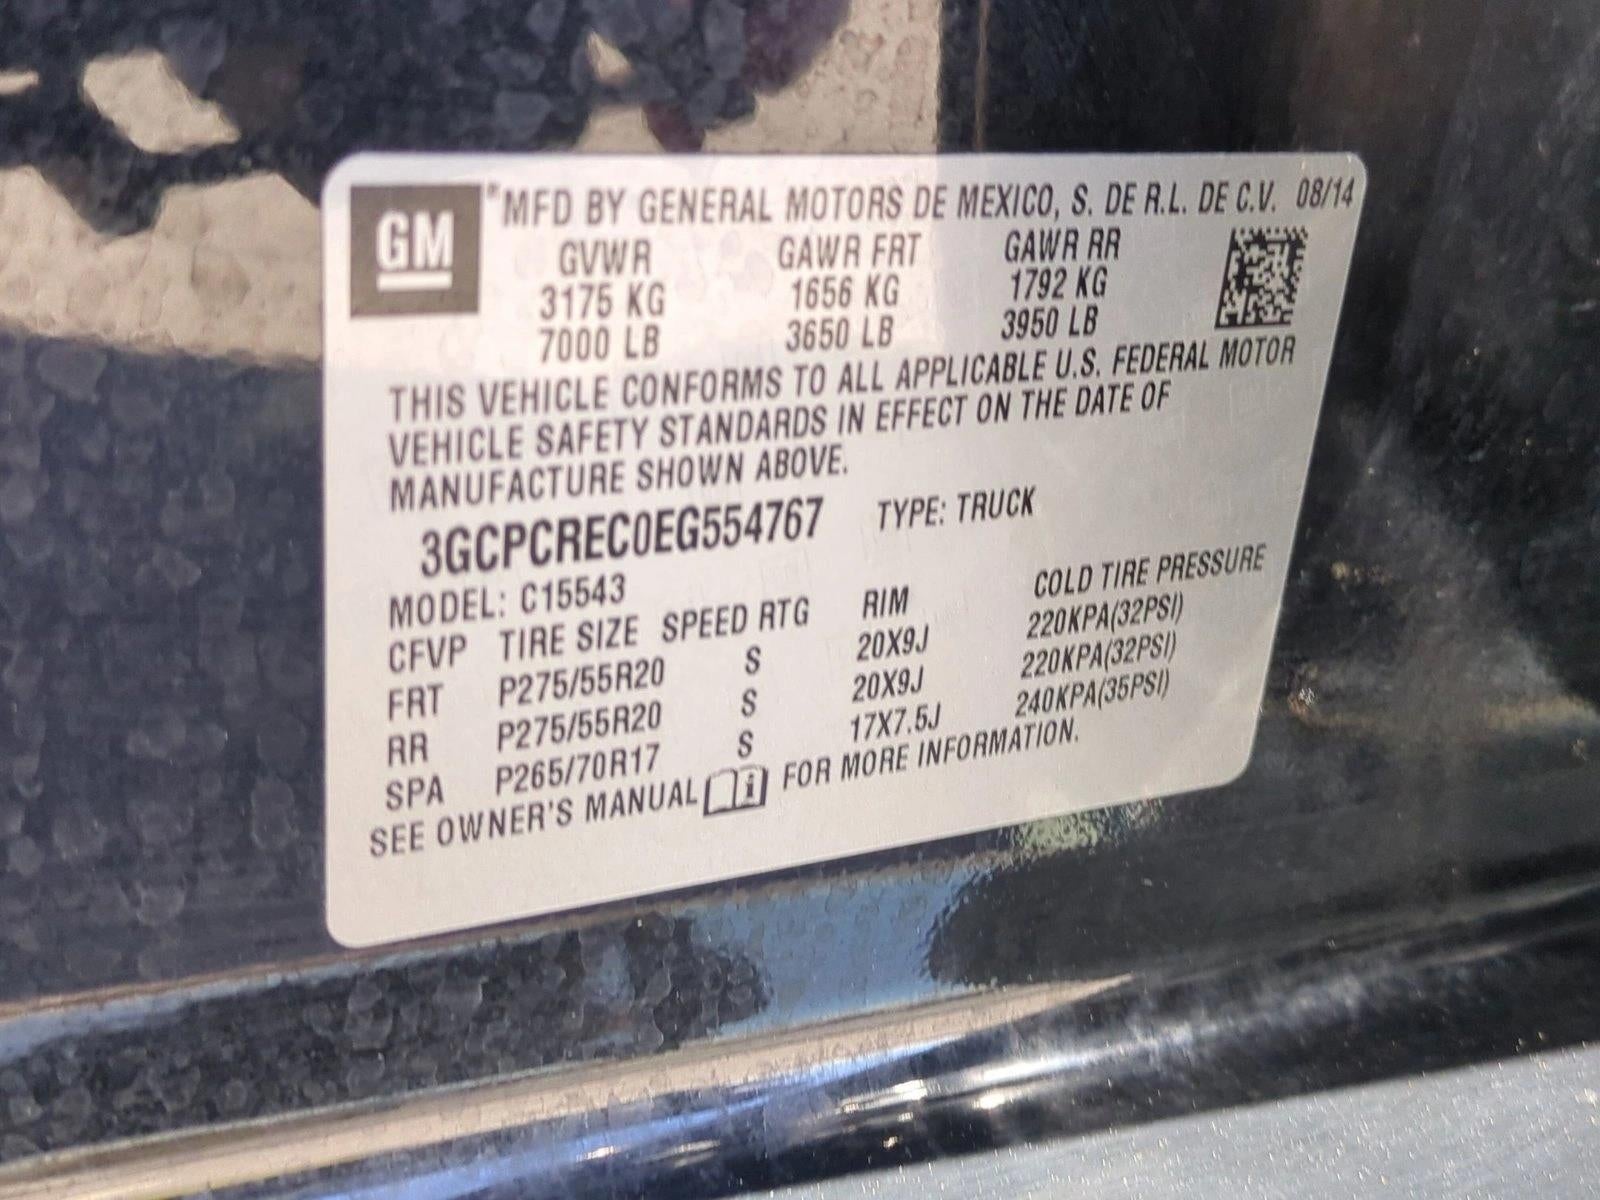 GM ® MFD BY GENERAL MOTORS DE MEXICO, S. DE R.L. DE C.V. 08/14
GVWR GAWR FRT GAWR RR
3175 KG 1656 KG 1792 KG
7000 LB 3650 LB 3950 LB
THIS VEHICLE CONFORMS TO ALL APPLICABLE U.S. FEDERAL MOTOR
VEHICLE SAFETY STANDARDS IN EFFECT ON THE DATE OF
MANUFACTURE SHOWN ABOVE.
3GCPCREC0EG554767 TYPE: TRUCK
MODEL: C15543
CFVP TIRE SIZE SPEED RTG RIM COLD TIRE PRESSURE
FRT P275/55R20 S 20X9J 220KPA(32PSI)
RR P275/55R20 S 20X9J 220KPA(32PSI)
SPA P265/70R17 S 17X7.5J 240KPA(35PSI)
SEE OWNER'S MANUAL i FOR MORE INFORMATION.